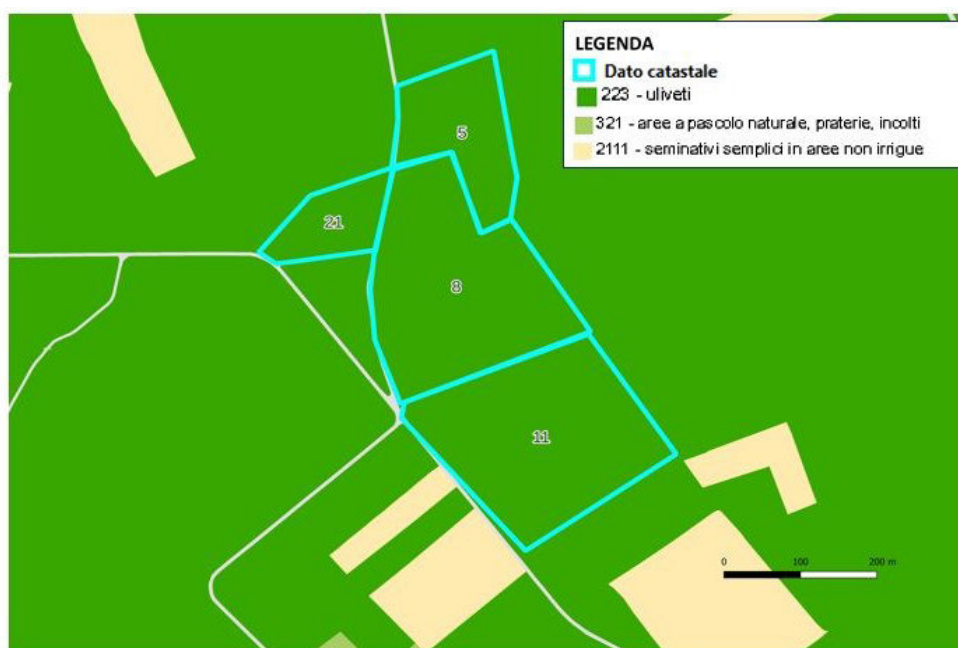 LEGENDA
Dato catastale
223 - uliveti
321 - aree a pascolo naturale, praterie, incolti
2111 - seminativi semplici in aree non irrigue
5
21
8
11
0 100 200 m